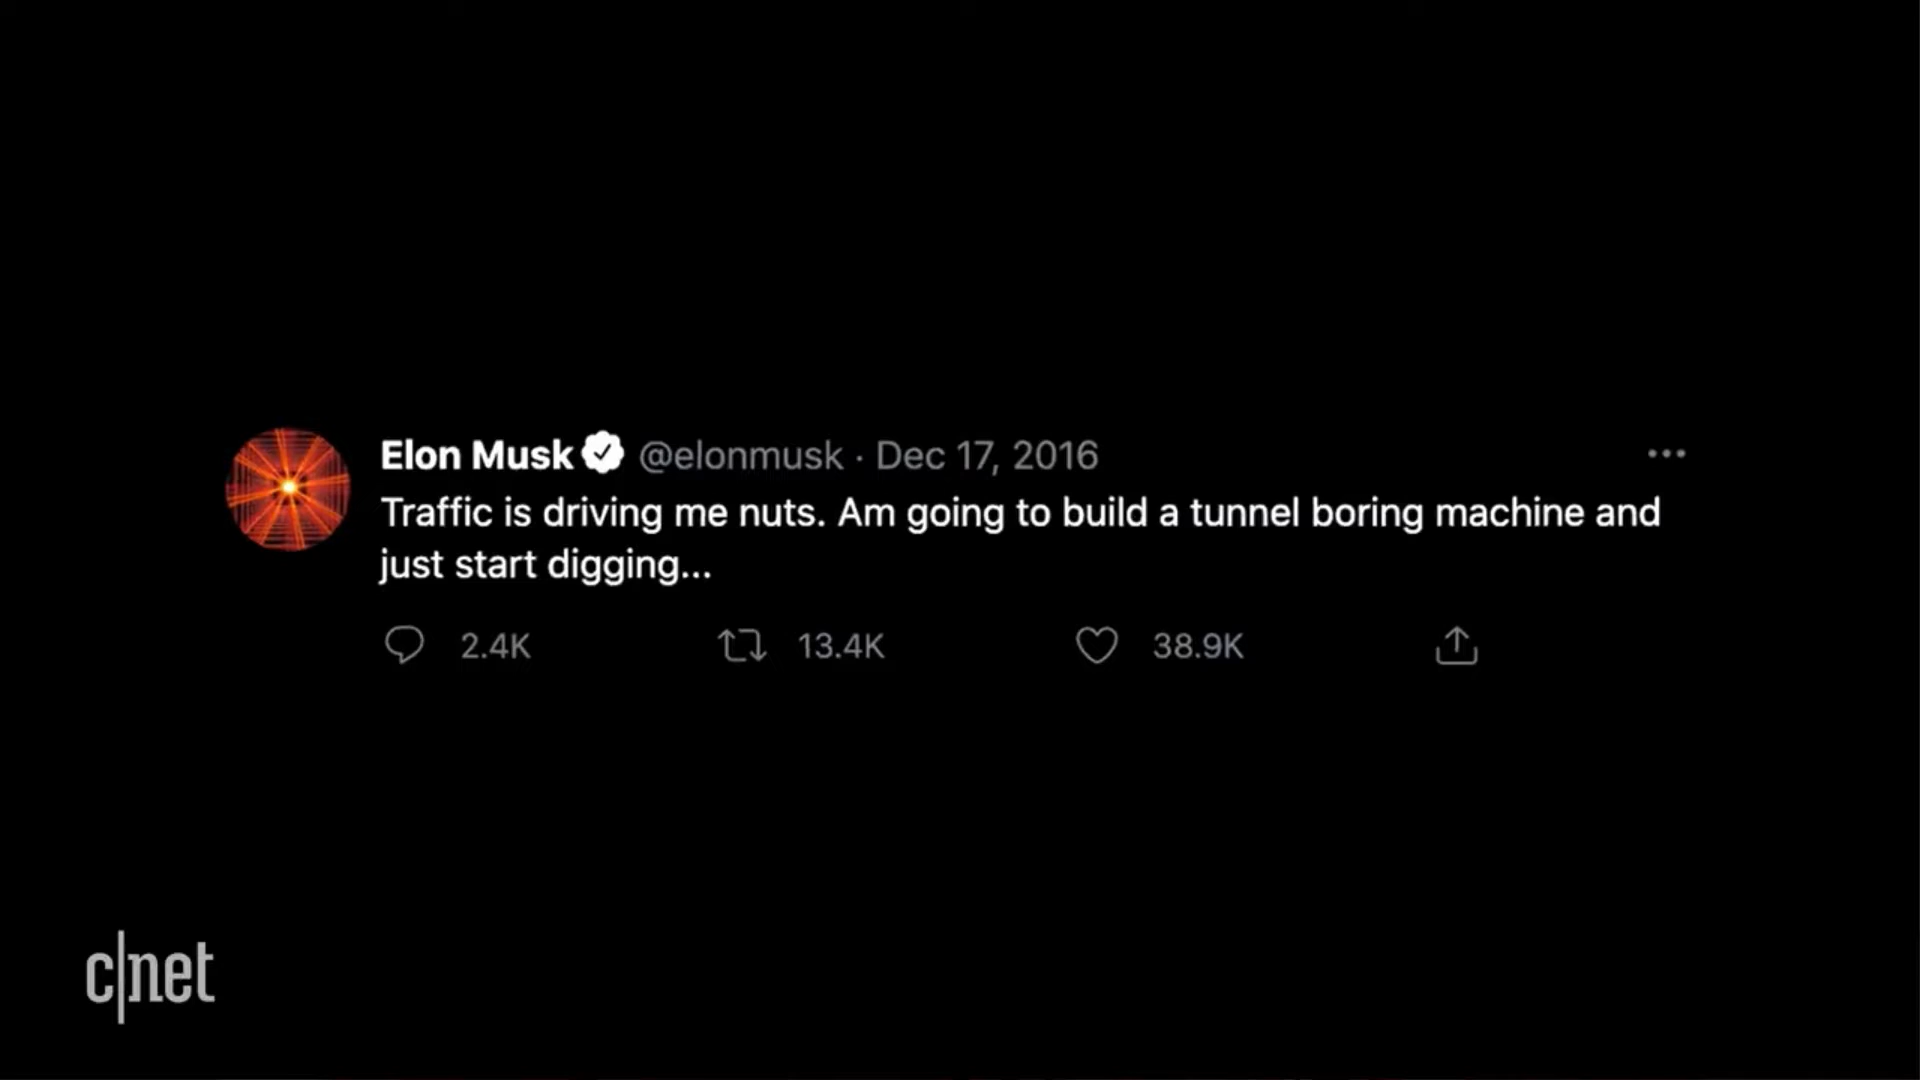 Elon Musk @elonmusk · Dec 17, 2016
Traffic is driving me nuts. Am going to build a tunnel boring machine and
just start digging...
2.4K 13.4K 38.9K
c|net